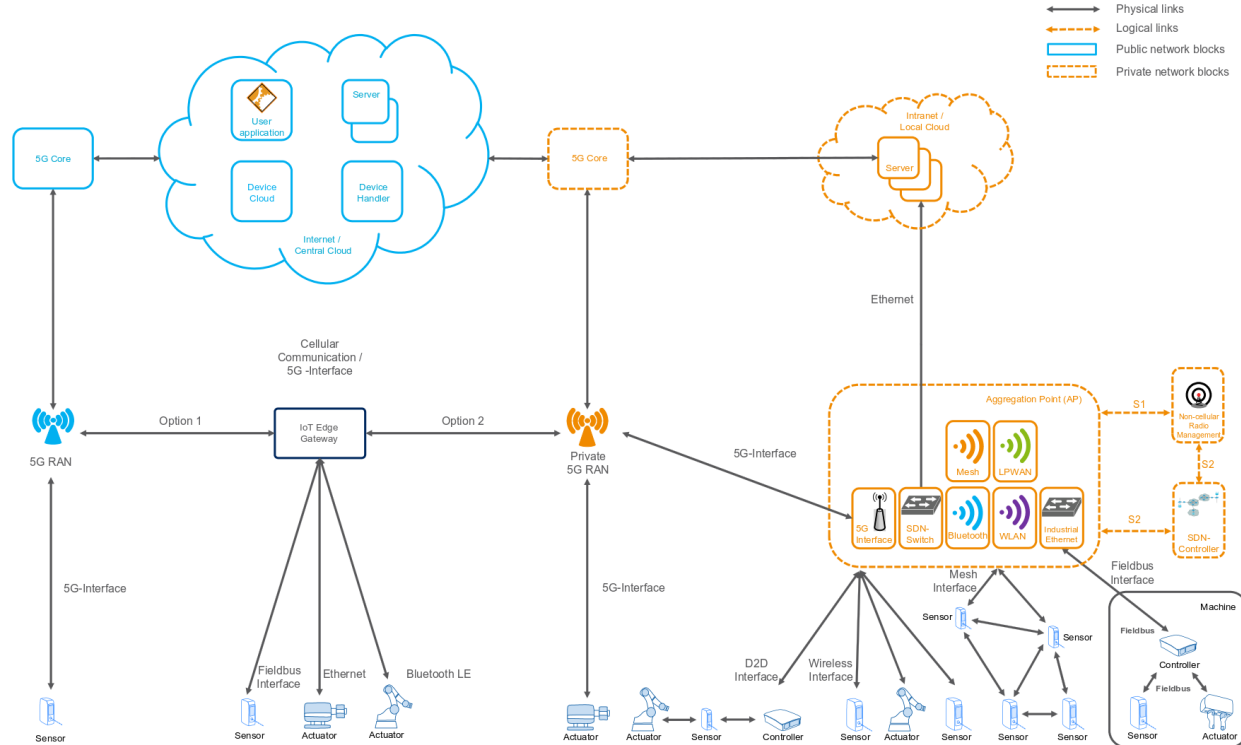 Physical links
Logical links
Public network blocks
Private network blocks
User
application
Server
5G Core
Device
Cloud
Device
Handler
Internet /
Central Cloud
5G Core
Intranet /
Local Cloud
Server
Ethernet
Cellular
Communication /
5G -Interface
Option 1
IoT Edge
Gateway
Option 2
5G RAN
Private
5G RAN
5G-Interface
Aggregation Point (AP)
Mesh
LPWAN
5G
Interface
SDN-
Switch
Bluetooth
WLAN
Industrial
Ethernet
S1
Non-cellular
Radio
Management
S2
S2
SDN-
Controller
5G-Interface
Fieldbus
Interface
Ethernet
Bluetooth LE
5G-Interface
D2D
Interface
Wireless
Interface
Mesh
Interface
Sensor
Sensor
Fieldbus
Interface
Machine
Fieldbus
Controller
Fieldbus
Sensor
Sensor
Actuator
Actuator
Actuator
Actuator
Sensor
Controller
Sensor
Actuator
Sensor
Sensor
Sensor
Sensor
Actuator